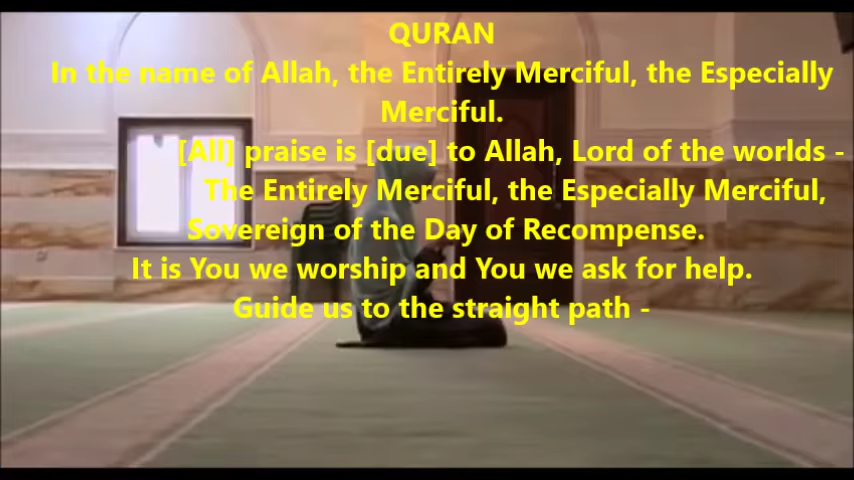 QURAN
In the name of Allah, the Entirely Merciful, the Especially
Merciful.
[All] praise is [due] to Allah, Lord of the worlds -
The Entirely Merciful, the Especially Merciful,
Sovereign of the Day of Recompense.
It is You we worship and You we ask for help.
Guide us to the straight path -